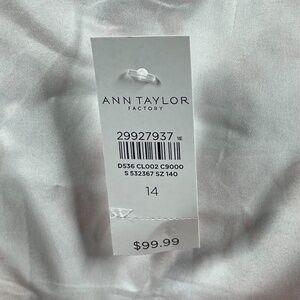 ANN TAYLOR
FACTORY
29927937
D536 CL002 C9000
S 532367 SZ 140
14
$99.99